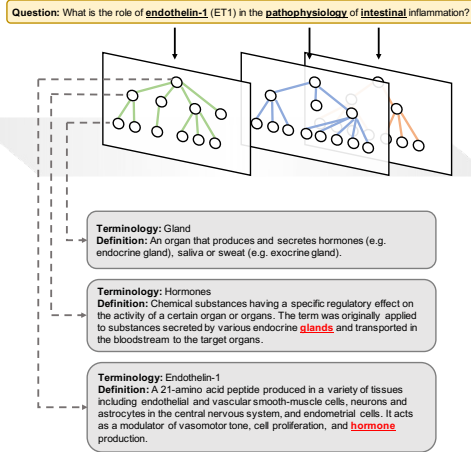 Question: What is the role of endothelin-1 (ET1) in the pathophysiology of intestinal inflammation?
Terminology: Gland
Definition: An organ that produces and secretes hormones (e.g.
endocrine gland), saliva or sweat (e.g. exocrine gland).
Terminology: Hormones
Definition: Chemical substances having a specific regulatory effect on
the activity of a certain organ or organs. The term was originally applied
to substances secreted by various endocrine glands and transported in
the bloodstream to the target organs.
Terminology: Endothelin-1
Definition: A 21-amino acid peptide produced in a variety of tissues
including endothelial and vascular smooth-muscle cells, neurons and
astrocytes in the central nervous system, and endometrial cells. It acts
as a modulator of vasomotor tone, cell proliferation, and hormone
production.